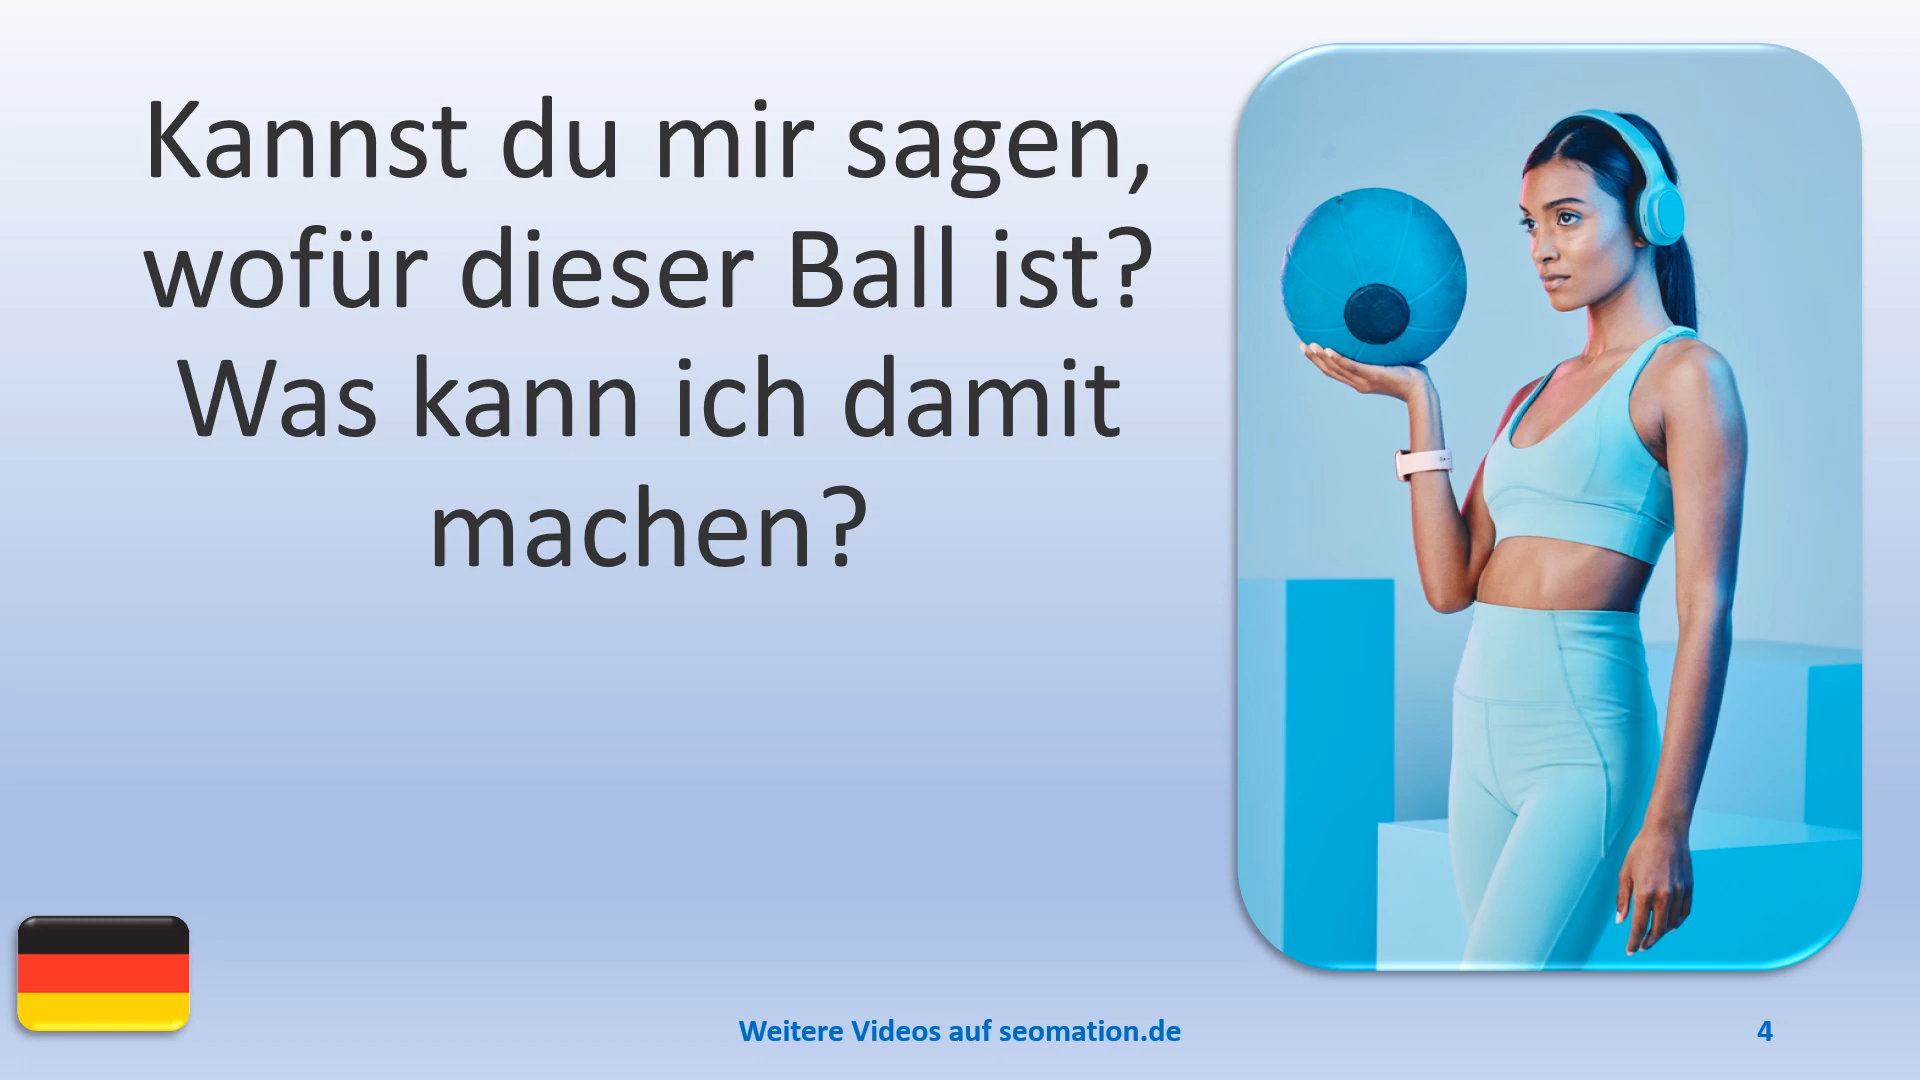 Kannst du mir sagen,
wofür dieser Ball ist?
Was kann ich damit
machen?
Weitere Videos auf seomation.de
4